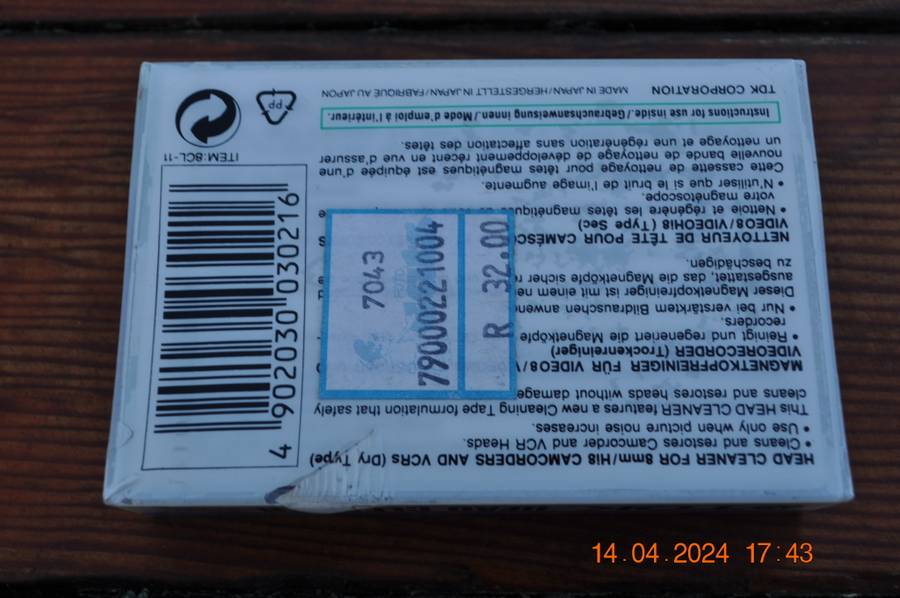 HEAD CLEANER FOR 8mm/Hi8 CAMCORDERS AND VCRs (Dry Type)
• Cleans and restores Camcorder and VCR Heads.
• Use only when picture noise increases.
This HEAD CLEANER features a new Cleaning Tape formulation that safely
cleans and restores heads without damage
MAGNETKOPFREINIGER FÜR VIDEO8/V
VIDEORECORDER (Trockenreiniger)
• Reinigt und regeneriert die Magnetköpfe
recorders.
• Nur bei verstärktem Bildrauschen
Dieser Magnetkopfreiniger ist mit einem
ausgestattet, das die Magnetköpfe sicher
zu beschädigen.
NETTOYEUR DE TÊTE POUR CAMÉSC
VIDEO8/VIDEOHI8 (Type Sec)
• Nettoie et régénère les têtes
votre magnétoscope.
• N'utiliser que si le bruit de l'image augmente.
Cette cassette de nettoyage pour têtes magnétiques est équipée d'une
nouvelle bande de nettoyage de développement récent en vue d'assurer
un nettoyage et une régénération sans affectation des têtes.
Instructions for use inside./Gebrauchsanweisung innen./Mode d'emploi à l'intérieur.
TDK CORPORATION MADE IN JAPAN/HERGESTELLT IN JAPAN/FABRIQUÉ AU JAPON
4 902030 030216
ITEM:8CL-11
PP
7043
79000221004
R 32.00
14.04.2024 17:43